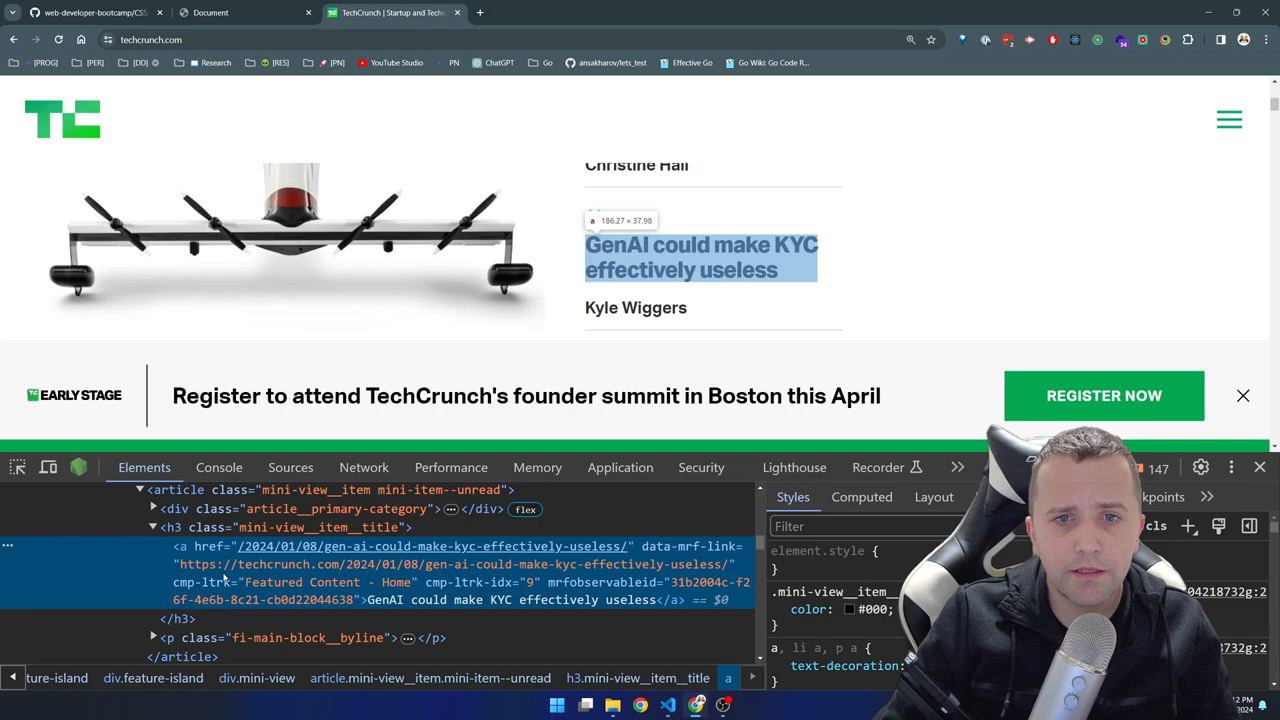 web-developer-bootcamp/CSS
Document
TechCrunch | Startup and Techn
techcrunch.com
[PROG]
[PER]
[DD]
Research
[RES]
[PN]
YouTube Studio
PN
ChatGPT
Go
ansakharov/lets_test
Effective Go
Go Wiki: Go Code R...
TC
Christine Hall
a 186.27 × 37.98
GenAI could make KYC
effectively useless
Kyle Wiggers
TC EARLY STAGE
Register to attend TechCrunch's founder summit in Boston this April
REGISTER NOW
Elements Console Sources Network Performance Memory Application Security Lighthouse Recorder 147
<article class="mini-view__item mini-item--unread">
<div class="article__primary-category"> ⋯ </div> flex
<h3 class="mini-view__item__title">
<a href="/2024/01/08/gen-ai-could-make-kyc-effectively-useless/" data-mrf-link=
"https://techcrunch.com/2024/01/08/gen-ai-could-make-kyc-effectively-useless/"
cmp-ltrk="Featured Content - Home" cmp-ltrk-idx="9" mrfobservableid="31b2004c-f2
6f-4e6b-8c21-cb0d22044638">GenAI could make KYC effectively useless</a> == $0
</h3>
<p class="fi-main-block__byline"> ⋯ </p>
</article>
ture-island div.feature-island div.mini-view article.mini-view__item.mini-item--unread h3.mini-view__item__title a
Styles Computed Layout
Filter
cls
element.style {
}
.mini-view__item__
04218732g:2
color: #000;
}
a, li a, p a {
text-decoration: